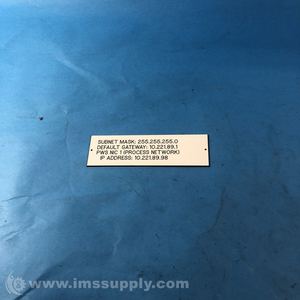 SUBNET MASK: 255.255.255.0
DEFAULT GATEWAY: 10.221.89.1
PWS NIC 1 (PROCESS NETWORK)
IP ADDRESS: 10.221.89.98
www.imssupply.com